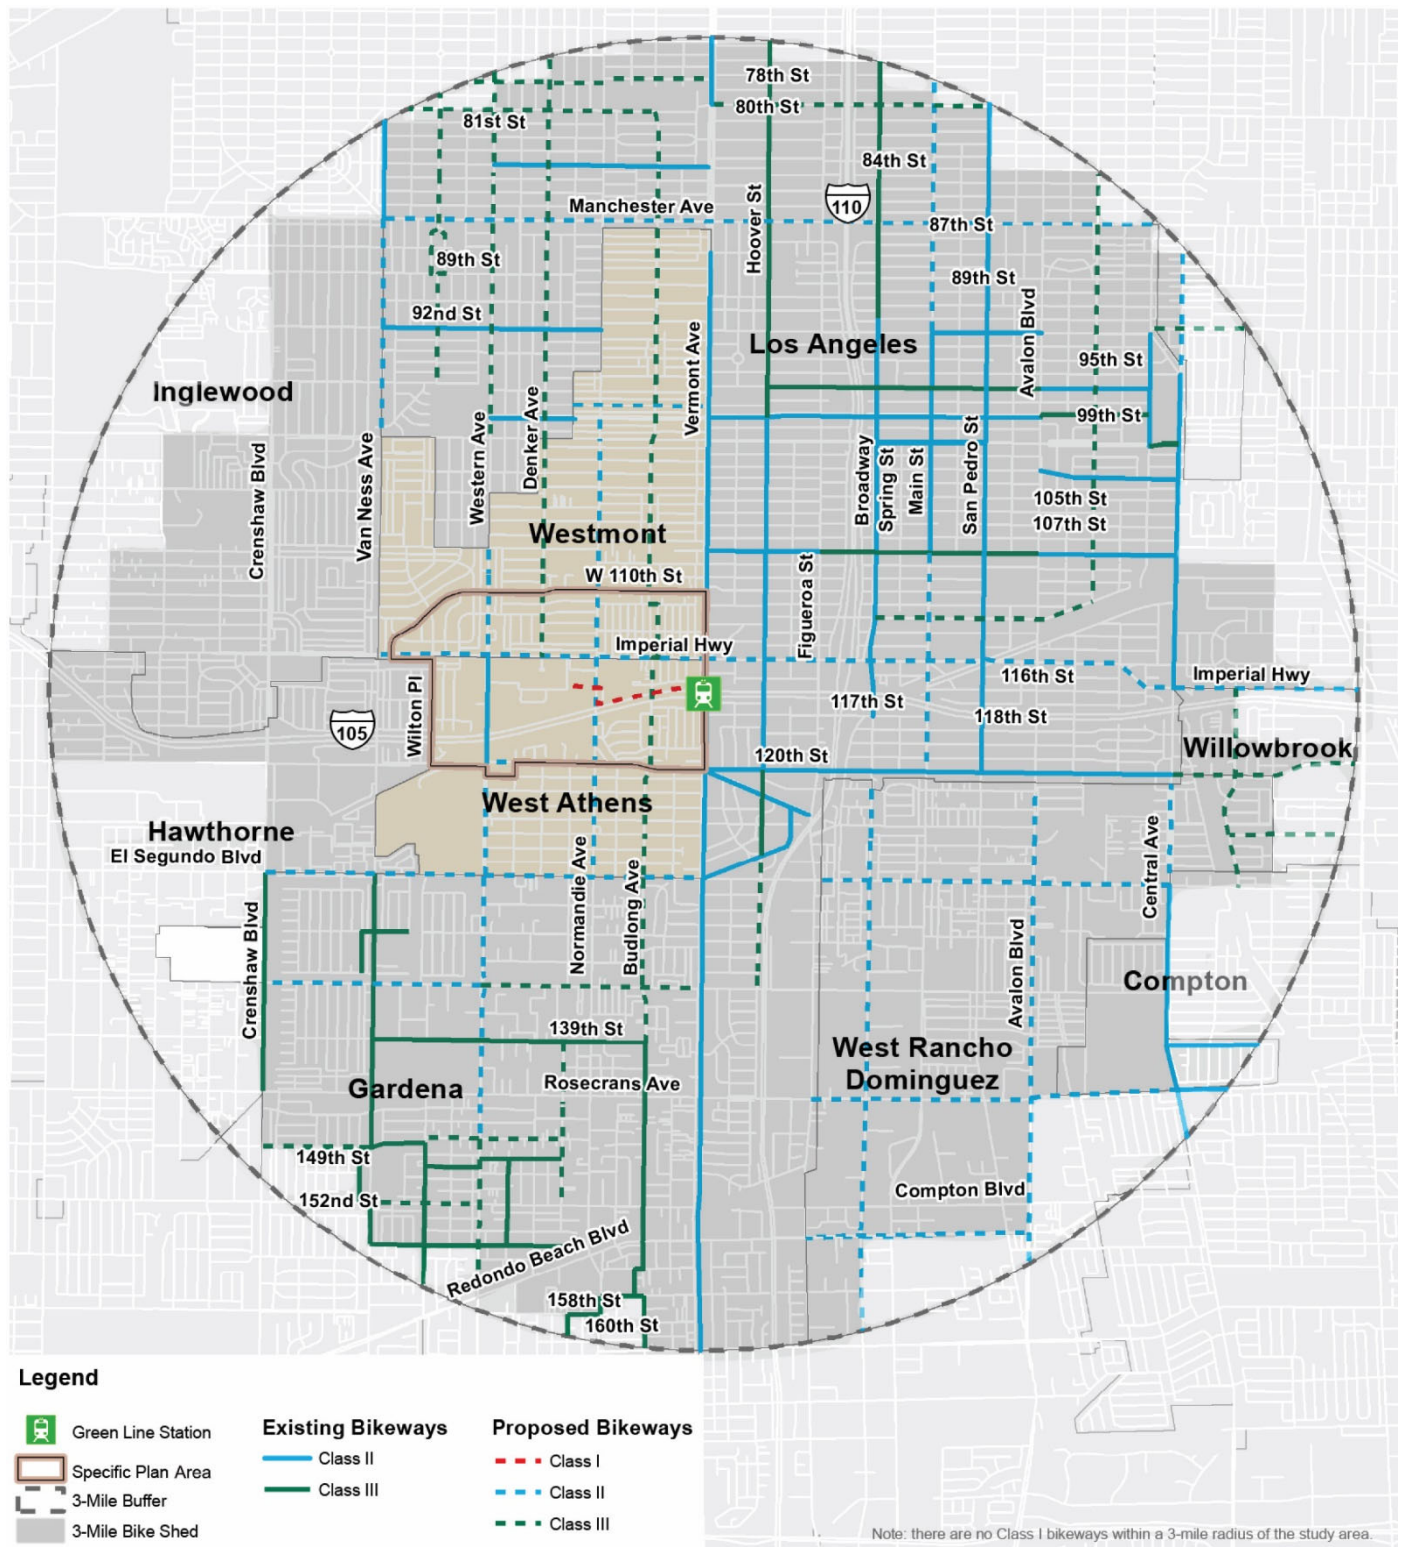 78th St
80th St
81st St
84th St
110
Manchester Ave
Hoover St
87th St
89th St
89th St
92nd St
Avalon Blvd
Vermont Ave
Los Angeles
95th St
Inglewood
99th St
Denker Ave
Western Ave
Van Ness Ave
Crenshaw Blvd
Broadway
Spring St
Main St
San Pedro St
105th St
107th St
Westmont
W 110th St
Figueroa St
Imperial Hwy
116th St
Imperial Hwy
Wilton Pl
105
117th St
118th St
120th St
Willowbrook
West Athens
Hawthorne
El Segundo Blvd
Central Ave
Normandie Ave
Budlong Ave
Crenshaw Blvd
Avalon Blvd
Compton
139th St
West Rancho
Dominguez
Rosecrans Ave
Gardena
149th St
152nd St
Compton Blvd
Redondo Beach Blvd
158th St
160th St
Legend
Green Line Station
Specific Plan Area
3-Mile Buffer
3-Mile Bike Shed
Existing Bikeways
Class II
Class III
Proposed Bikeways
Class I
Class II
Class III
Note: there are no Class I bikeways within a 3-mile radius of the study area.